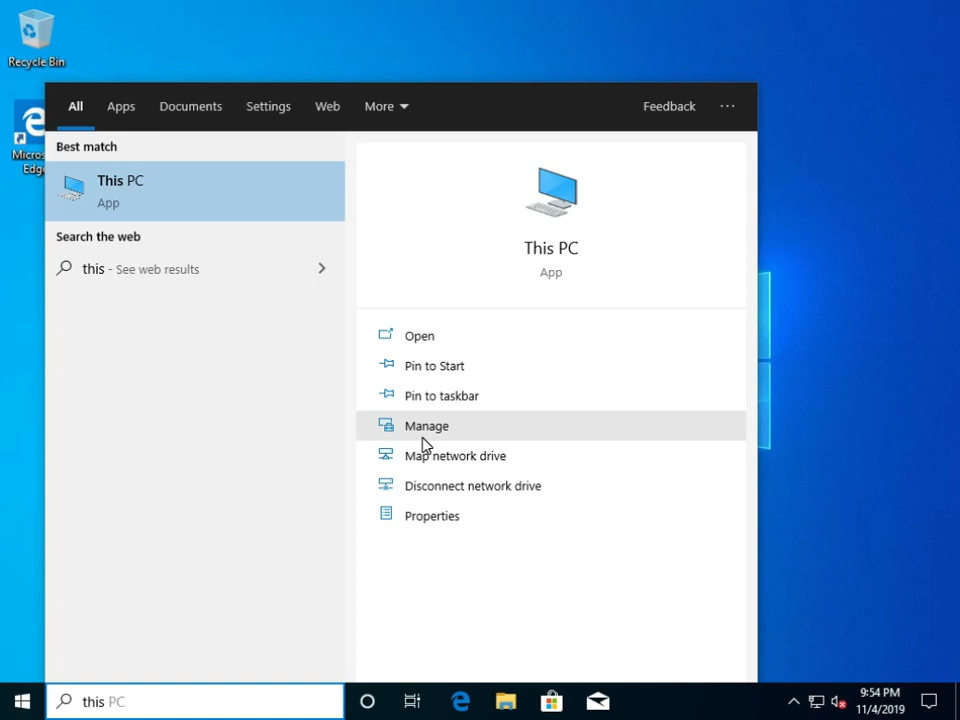 Recycle Bin
Micros
Edge
All
Apps
Documents
Settings
Web
More
Feedback
Best match
This PC
App
Search the web
this - See web results
This PC
App
Open
Pin to Start
Pin to taskbar
Manage
Map network drive
Disconnect network drive
Properties
this PC
9:54 PM
11/4/2019